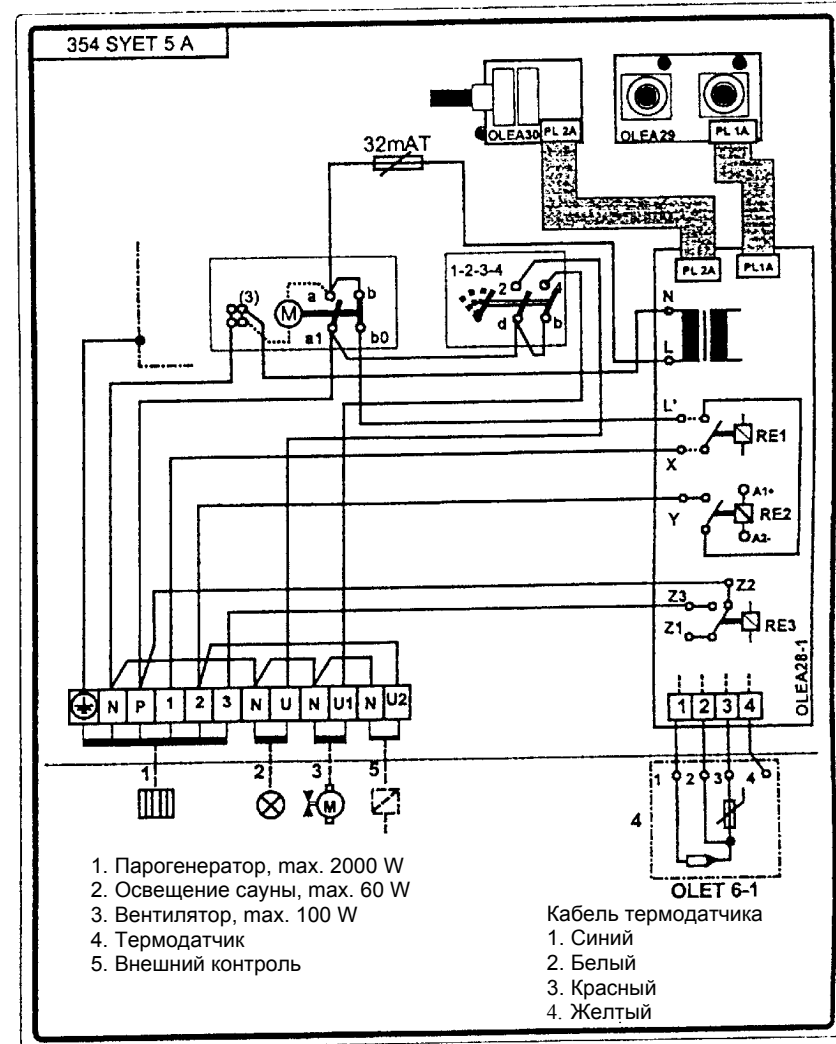 354 SYET 5 A
OLEA30
PL 2A
OLEA29
PL 1A
32mAT
PL 2A
PL1A
1-2-3-4
2
4
d
b
(3)
M
a
b
a1
b0
N
L
L'
X
RE1
Y
A1+
RE2
A2-
Z2
Z3
Z1
RE3
OLEA28-1
N P 1 2 3 N U N U1 N U2
1 2 3 4
1 2 3 5
M
1 2 3 4
4
OLET 6-1
1. Парогенератор, max. 2000 W
2. Освещение сауны, max. 60 W
3. Вентилятор, max. 100 W
4. Термодатчик
5. Внешний контроль
Кабель термодатчика
1. Синий
2. Белый
3. Красный
4. Желтый